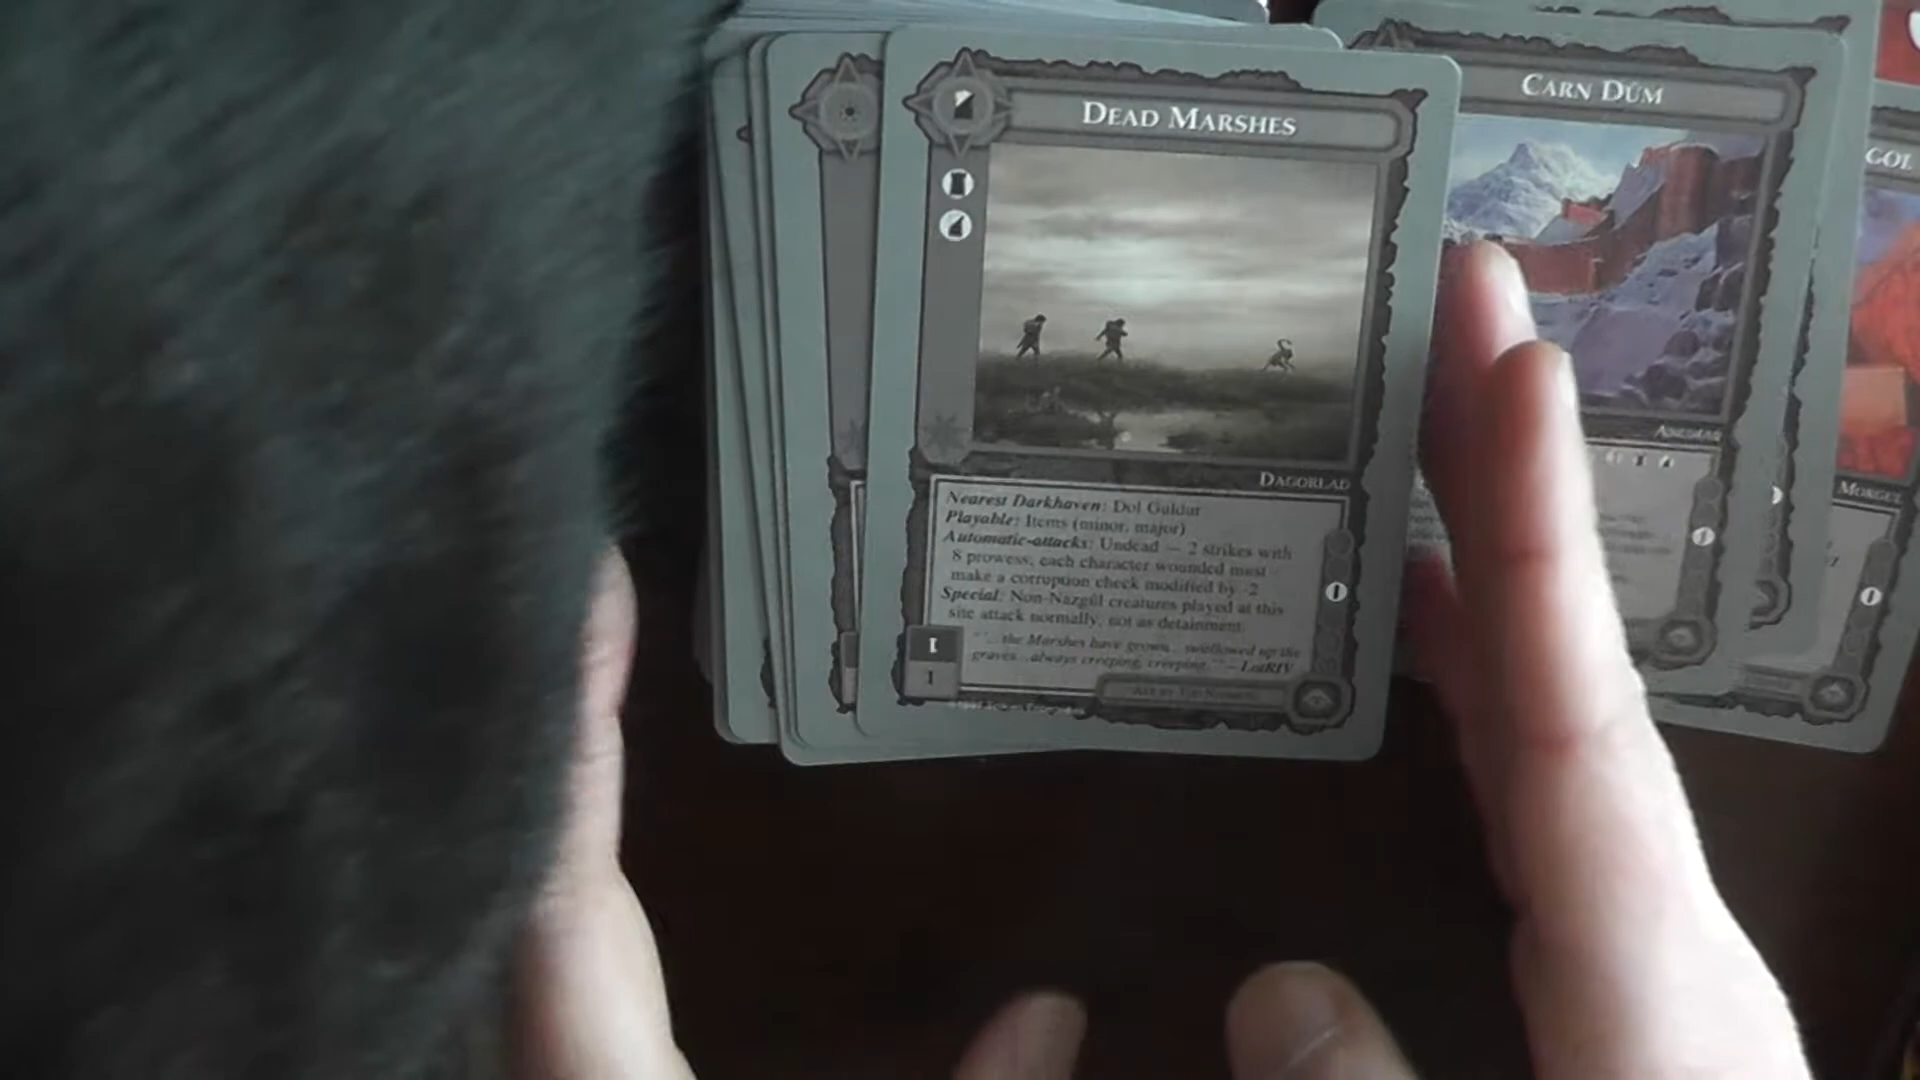 DEAD MARSHES
DAGORLAD
Nearest Darkhaven: Dol Guldur
Playable: Items (minor, major)
Automatic-attacks: Undead — 2 strikes with
8 prowess; each character wounded must
make a corruption check modified by -2
Special: Non-Nazgûl creatures played at this
site attack normally, not as detainment.
"'...the Marshes have grown, swallowed up the
graves...always creeping, creeping.'" – LotRIV
1
1
CARN DÛM
ANGMAR
GOL
MORGUL